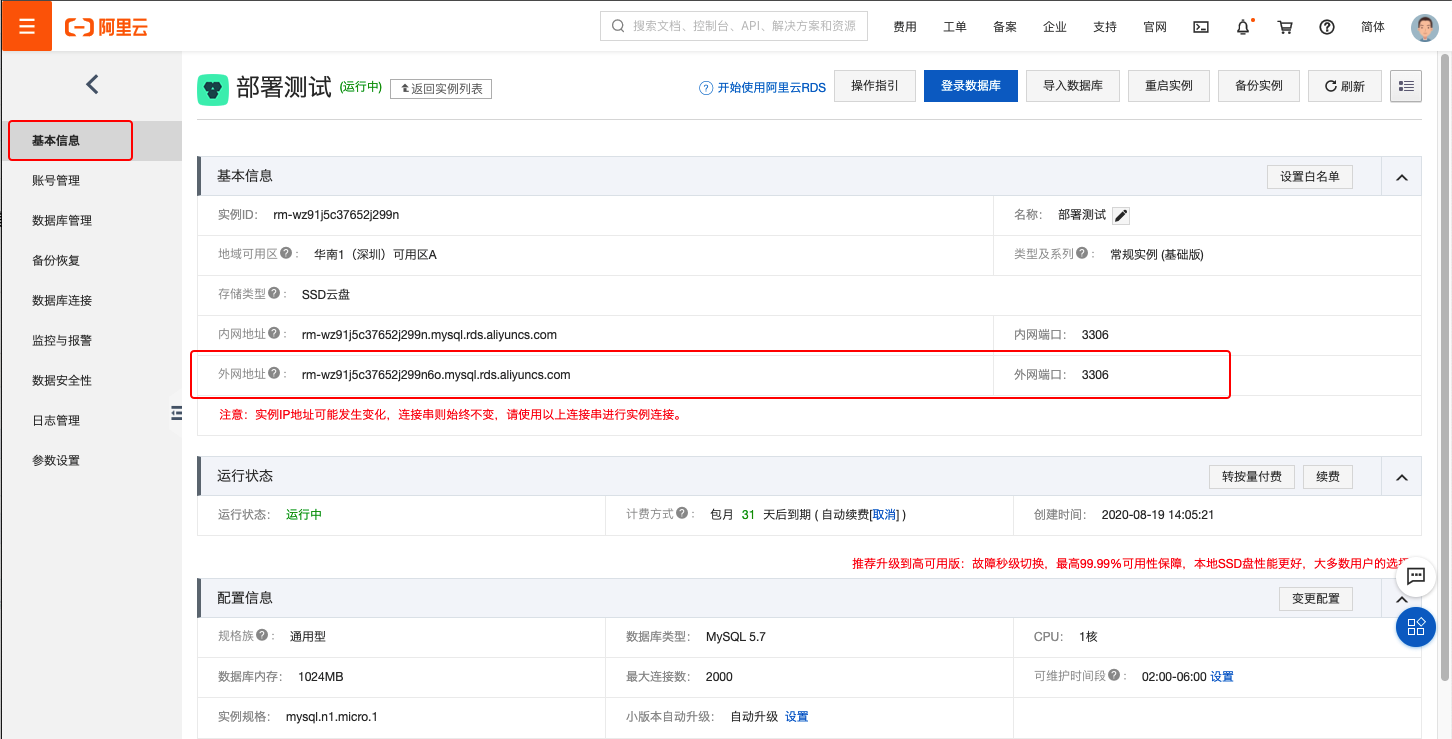 阿里云
搜索文档、控制台、API、解决方案和资源
费用 工单 备案 企业 支持 官网 简体
部署测试 (运行中) 返回实例列表
开始使用阿里云RDS 操作指引 登录数据库 导入数据库 重启实例 备份实例 刷新
基本信息
账号管理
数据库管理
备份恢复
数据库连接
监控与报警
数据安全性
日志管理
参数设置
基本信息 设置白名单
实例ID: rm-wz91j5c37652j299n 名称: 部署测试
地域可用区?: 华南1（深圳）可用区A 类型及系列?: 常规实例 (基础版)
存储类型?: SSD云盘
内网地址?: rm-wz91j5c37652j299n.mysql.rds.aliyuncs.com 内网端口: 3306
外网地址?: rm-wz91j5c37652j299n6o.mysql.rds.aliyuncs.com 外网端口: 3306
注意：实例IP地址可能发生变化，连接串则始终不变，请使用以上连接串进行实例连接。
运行状态 转按量付费 续费
运行状态: 运行中 计费方式?: 包月 31 天后到期 ( 自动续费[取消] ) 创建时间: 2020-08-19 14:05:21
推荐升级到高可用版：故障秒级切换，最高99.99%可用性保障，本地SSD盘性能更好，大多数用户的选
配置信息 变更配置
规格族?: 通用型 数据库类型: MySQL 5.7 CPU: 1核
数据库内存: 1024MB 最大连接数: 2000 可维护时间段?: 02:00-06:00 设置
实例规格: mysql.n1.micro.1 小版本自动升级: 自动升级 设置